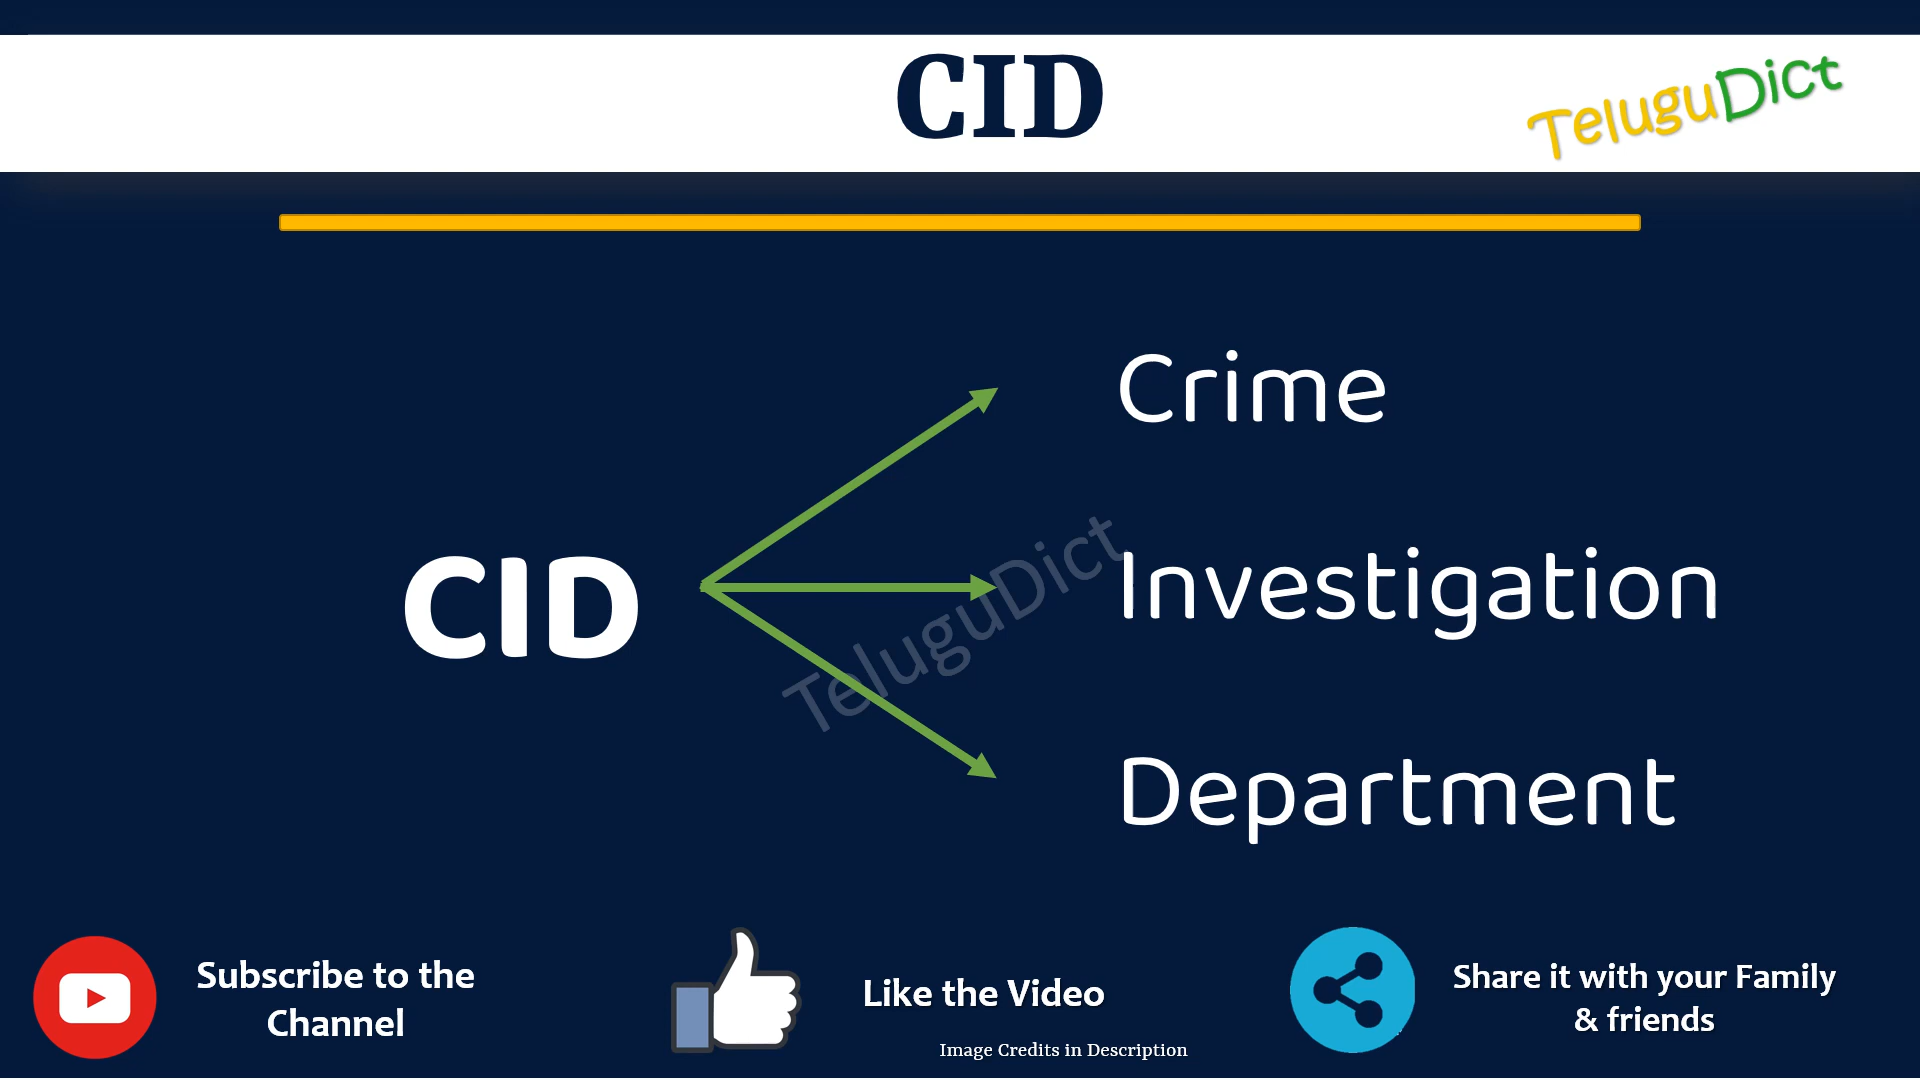 CID
TeluguDict
Crime
CID
Investigation
TeluguDict
Department
Subscribe to the
Channel
Like the Video
Share it with your Family
& friends
Image Credits in Description